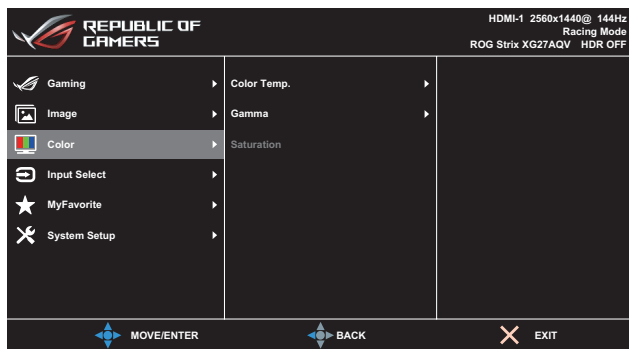 REPUBLIC OF
GAMERS
HDMI-1 2560x1440@ 144Hz
Racing Mode
ROG Strix XG27AQV HDR OFF
Gaming
Image
Color
Input Select
MyFavorite
System Setup
Color Temp.
Gamma
Saturation
MOVE/ENTER
BACK
EXIT